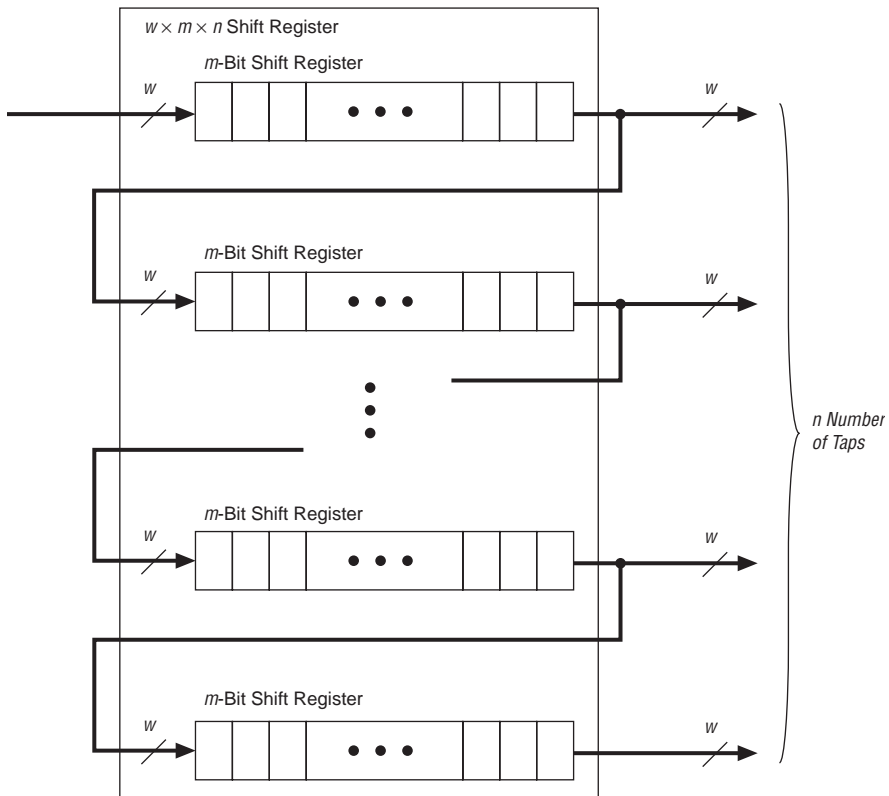 w × m × n Shift Register
m-Bit Shift Register
w
w
m-Bit Shift Register
w
w
n Number
of Taps
m-Bit Shift Register
w
w
m-Bit Shift Register
w
w